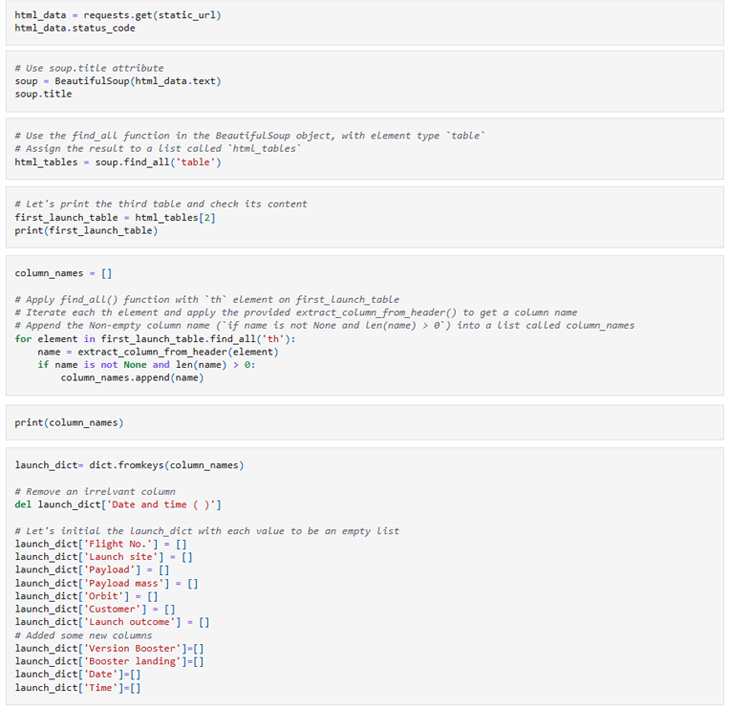 html_data = requests.get(static_url)
html_data.status_code
# Use soup.title attribute
soup = BeautifulSoup(html_data.text)
soup.title
# Use the find_all function in the BeautifulSoup object, with element type `table`
# Assign the result to a list called `html_tables`
html_tables = soup.find_all('table')
# Let's print the third table and check its content
first_launch_table = html_tables[2]
print(first_launch_table)
column_names = []
# Apply find_all() function with `th` element on first_launch_table
# Iterate each th element and apply the provided extract_column_from_header() to get a column name
# Append the Non-empty column name (`if name is not None and len(name) > 0`) into a list called column_names
for element in first_launch_table.find_all('th'):
    name = extract_column_from_header(element)
    if name is not None and len(name) > 0:
        column_names.append(name)
print(column_names)
launch_dict= dict.fromkeys(column_names)
# Remove an irrelvant column
del launch_dict['Date and time ( )']
# Let's initial the launch_dict with each value to be an empty list
launch_dict['Flight No.'] = []
launch_dict['Launch site'] = []
launch_dict['Payload'] = []
launch_dict['Payload mass'] = []
launch_dict['Orbit'] = []
launch_dict['Customer'] = []
launch_dict['Launch outcome'] = []
# Added some new columns
launch_dict['Version Booster']=[]
launch_dict['Booster landing']=[]
launch_dict['Date']=[]
launch_dict['Time']=[]